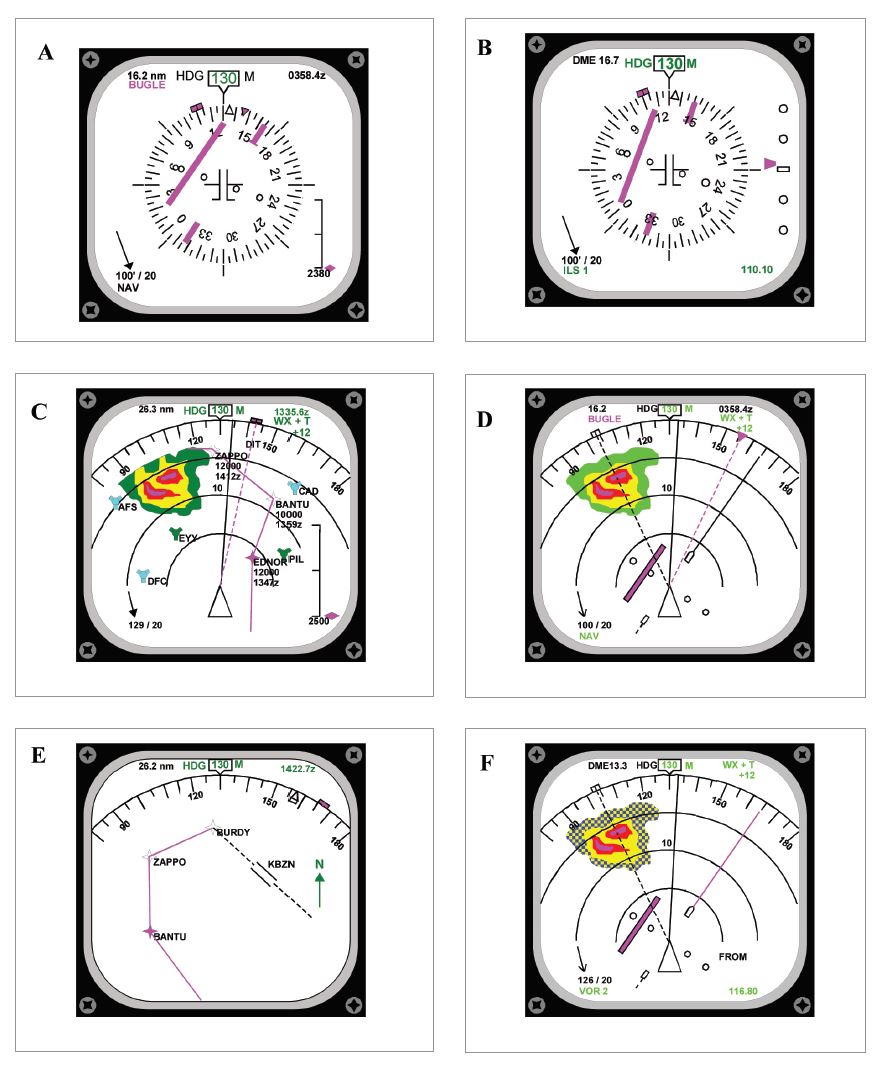 A
16.2 nm HDG 130 M 0358.4z
BUGLE
12
15
9
18
6
21
3
24
0
27
33
30
100' / 20
NAV
2380
B
DME 16.7 HDG 130 M
12
15
9
18
6
21
3
24
0
27
33
30
100' / 20
ILS 1
110.10
C
26.3 nm HDG 130 M 1335.6z
WX + T
+12
120
DIT
150
ZAPPO
12000
1412z
90
180
10
CAD
AFS
BANTU
10000
1359z
EYY
EDNOR
12000
1347z
PIL
DFC
129 / 20
2500
D
16.2 HDG 130 M 0358.4z
BUGLE
WX + T
+12
120
150
90
180
10
100 / 20
NAV
E
26.2 nm HDG 130 M 1422.7z
120
150
90
180
BURDY
ZAPPO
KBZN
N
BANTU
F
DME13.3 HDG 130 M WX + T
+12
120
150
180
10
FROM
126 / 20
VOR 2
116.80